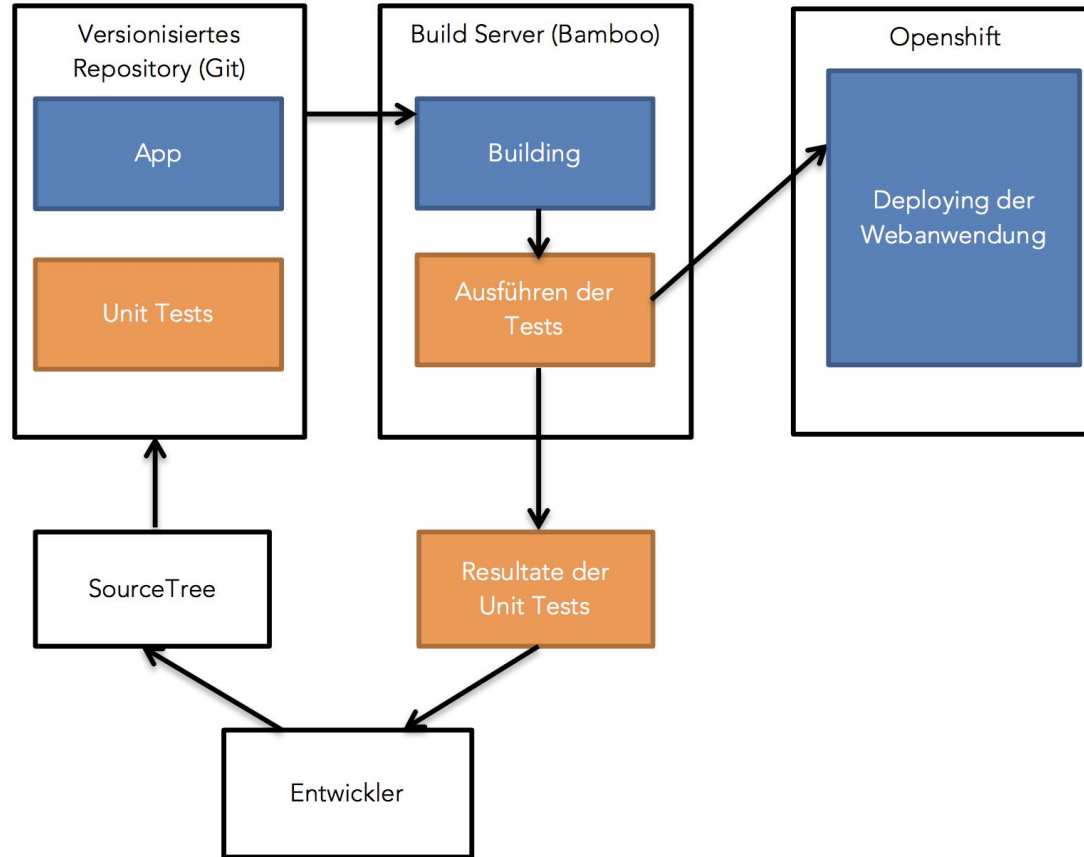 Versionisiertes
Repository (Git)
App
Unit Tests
Build Server (Bamboo)
Building
Ausführen der
Tests
Openshift
Deploying der
Webanwendung
SourceTree
Resultate der
Unit Tests
Entwickler